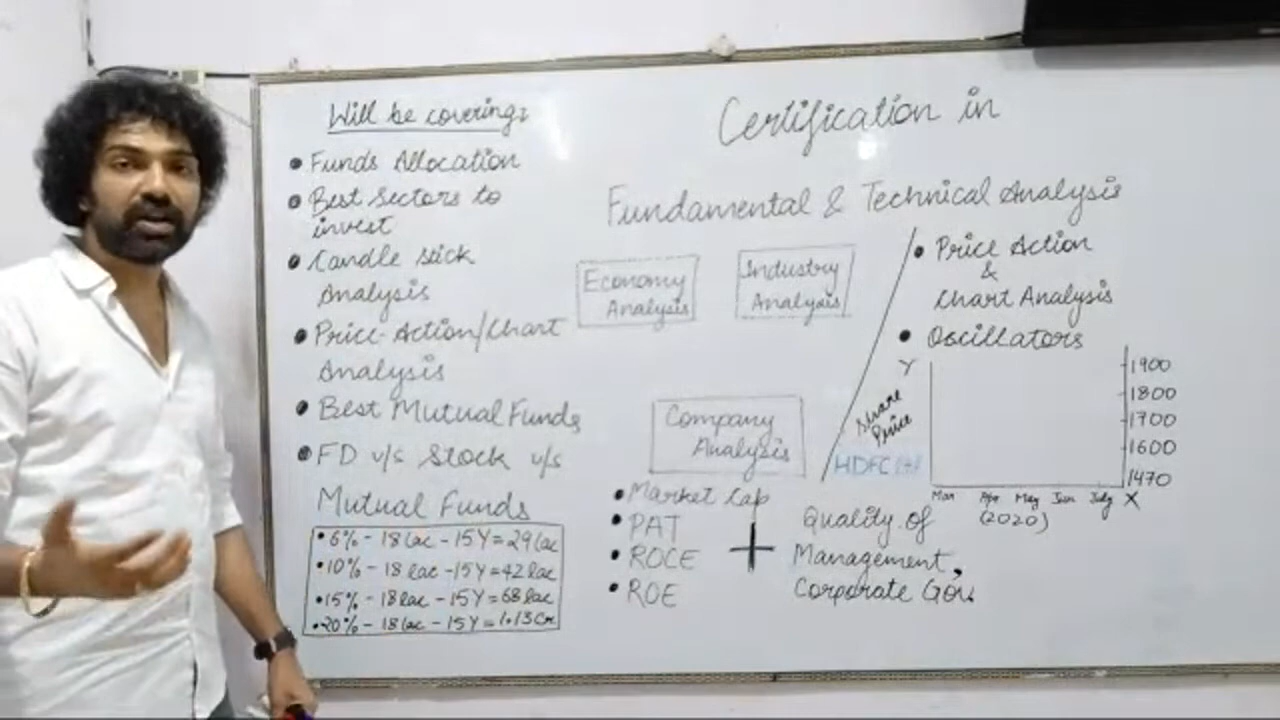 Will be covering:
• Funds Allocation
• Best Sectors to
invest
• Candle stick
Analysis
• Price-Action/Chart
Analysis
• Best Mutual Funds
• FD v/s Stock v/s
Mutual Funds
• 6% - 18 lac - 15Y = 29 lac
• 10% - 18 lac - 15Y = 42 lac
• 15% - 18 lac - 15Y = 68 lac
• 20% - 18 lac - 15Y = 1.13 Cr
Certification in
Fundamental & Technical Analysis
Economy
Analysis
Industry
Analysis
Company
Analysis
• Market Cap
• PAT
• ROCE
• ROE
+
Quality of
Management,
Corporate Gov.
• Price Action
&
Chart Analysis
• Oscillators
Y
Share
Price
HDFC
1900
1800
1700
1600
1470
Mar Apr May Jun July X
(2020)